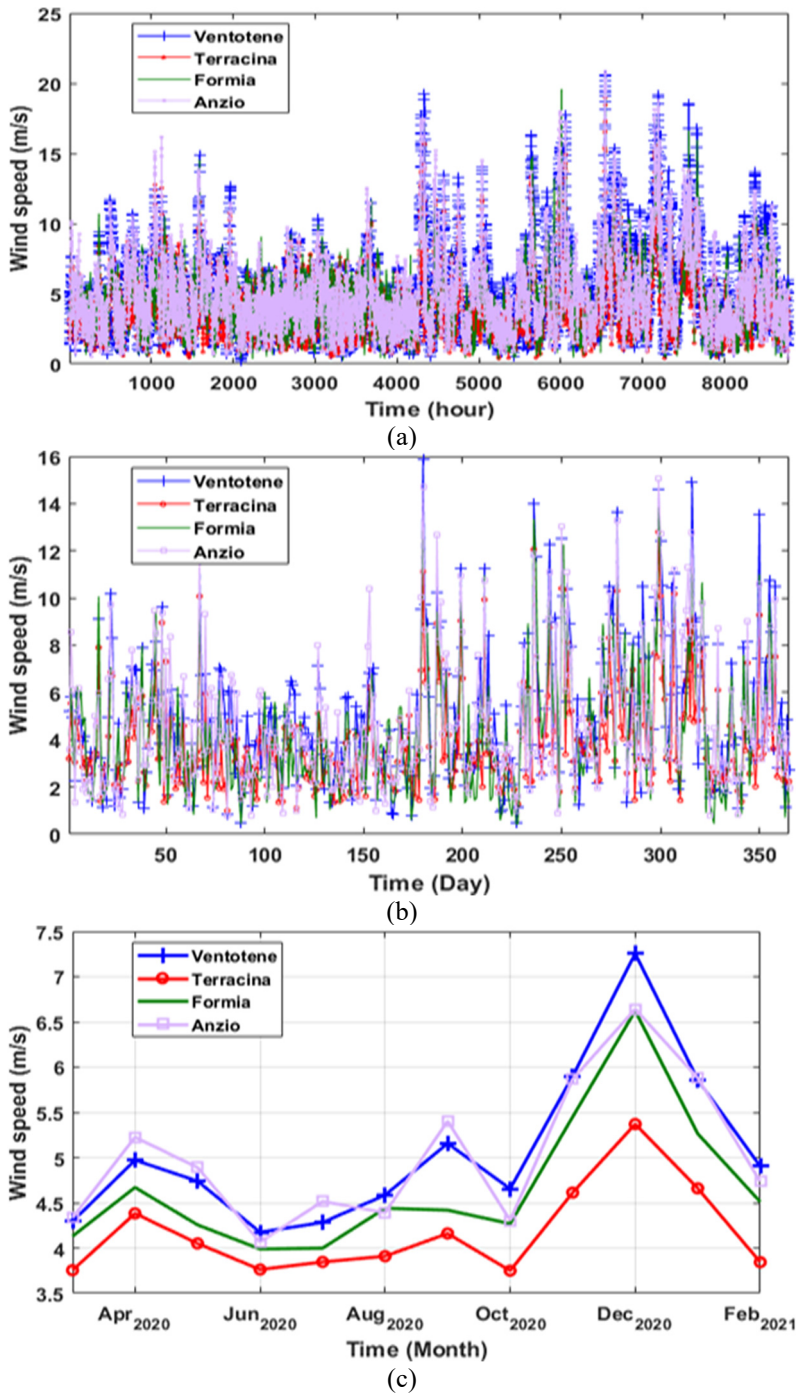 25
20
15
10
5
0
Wind speed (m/s)
Ventotene
Terracina
Formia
Anzio
1000 2000 3000 4000 5000 6000 7000 8000
Time (hour)
(a)
16
14
12
10
8
6
4
2
0
Wind speed (m/s)
Ventotene
Terracina
Formia
Anzio
50 100 150 200 250 300 350
Time (Day)
(b)
7.5
7
6.5
6
5.5
5
4.5
4
3.5
Wind speed (m/s)
Ventotene
Terracina
Formia
Anzio
Apr2020 Jun2020 Aug2020 Oct2020 Dec2020 Feb2021
Time (Month)
(c)